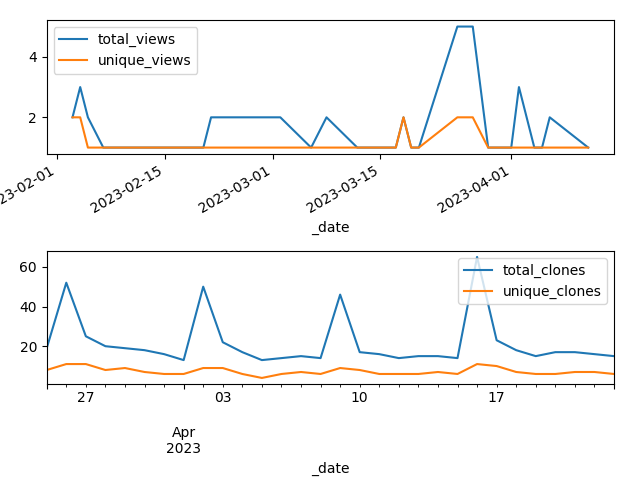 total_views
unique_views
4
2
23-02-01
2023-02-15
2023-03-01
2023-03-15
2023-04-01
_date
total_clones
unique_clones
60
40
20
27
03
10
17
Apr
2023
_date